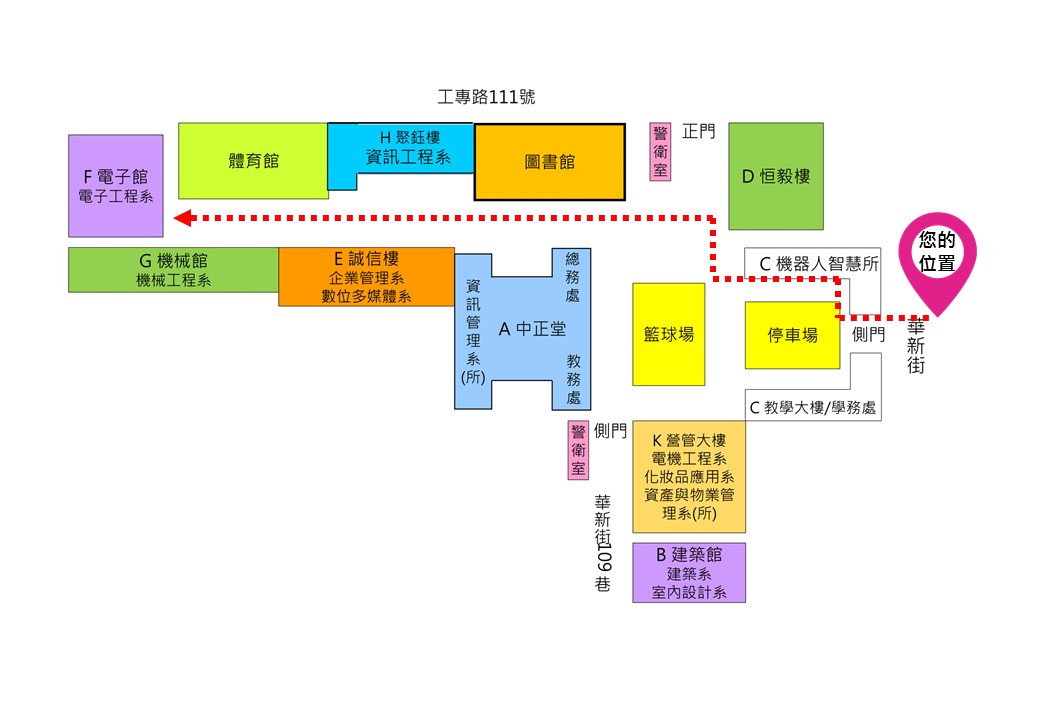 工專路111號
警衛室
正門
F 電子館
電子工程系
體育館
H 聚鈺樓
資訊工程系
圖書館
D 恒毅樓
您的
位置
G 機械館
機械工程系
E 誠信樓
企業管理系
數位多媒體系
資訊管理系(所)
A 中正堂
總務處
教務處
C 機器人智慧所
籃球場
停車場
側門
華新街
C 教學大樓/學務處
警衛室
側門
K 營管大樓
電機工程系
化妝品應用系
資產與物業管
理系(所)
華新街109巷
B 建築館
建築系
室內設計系